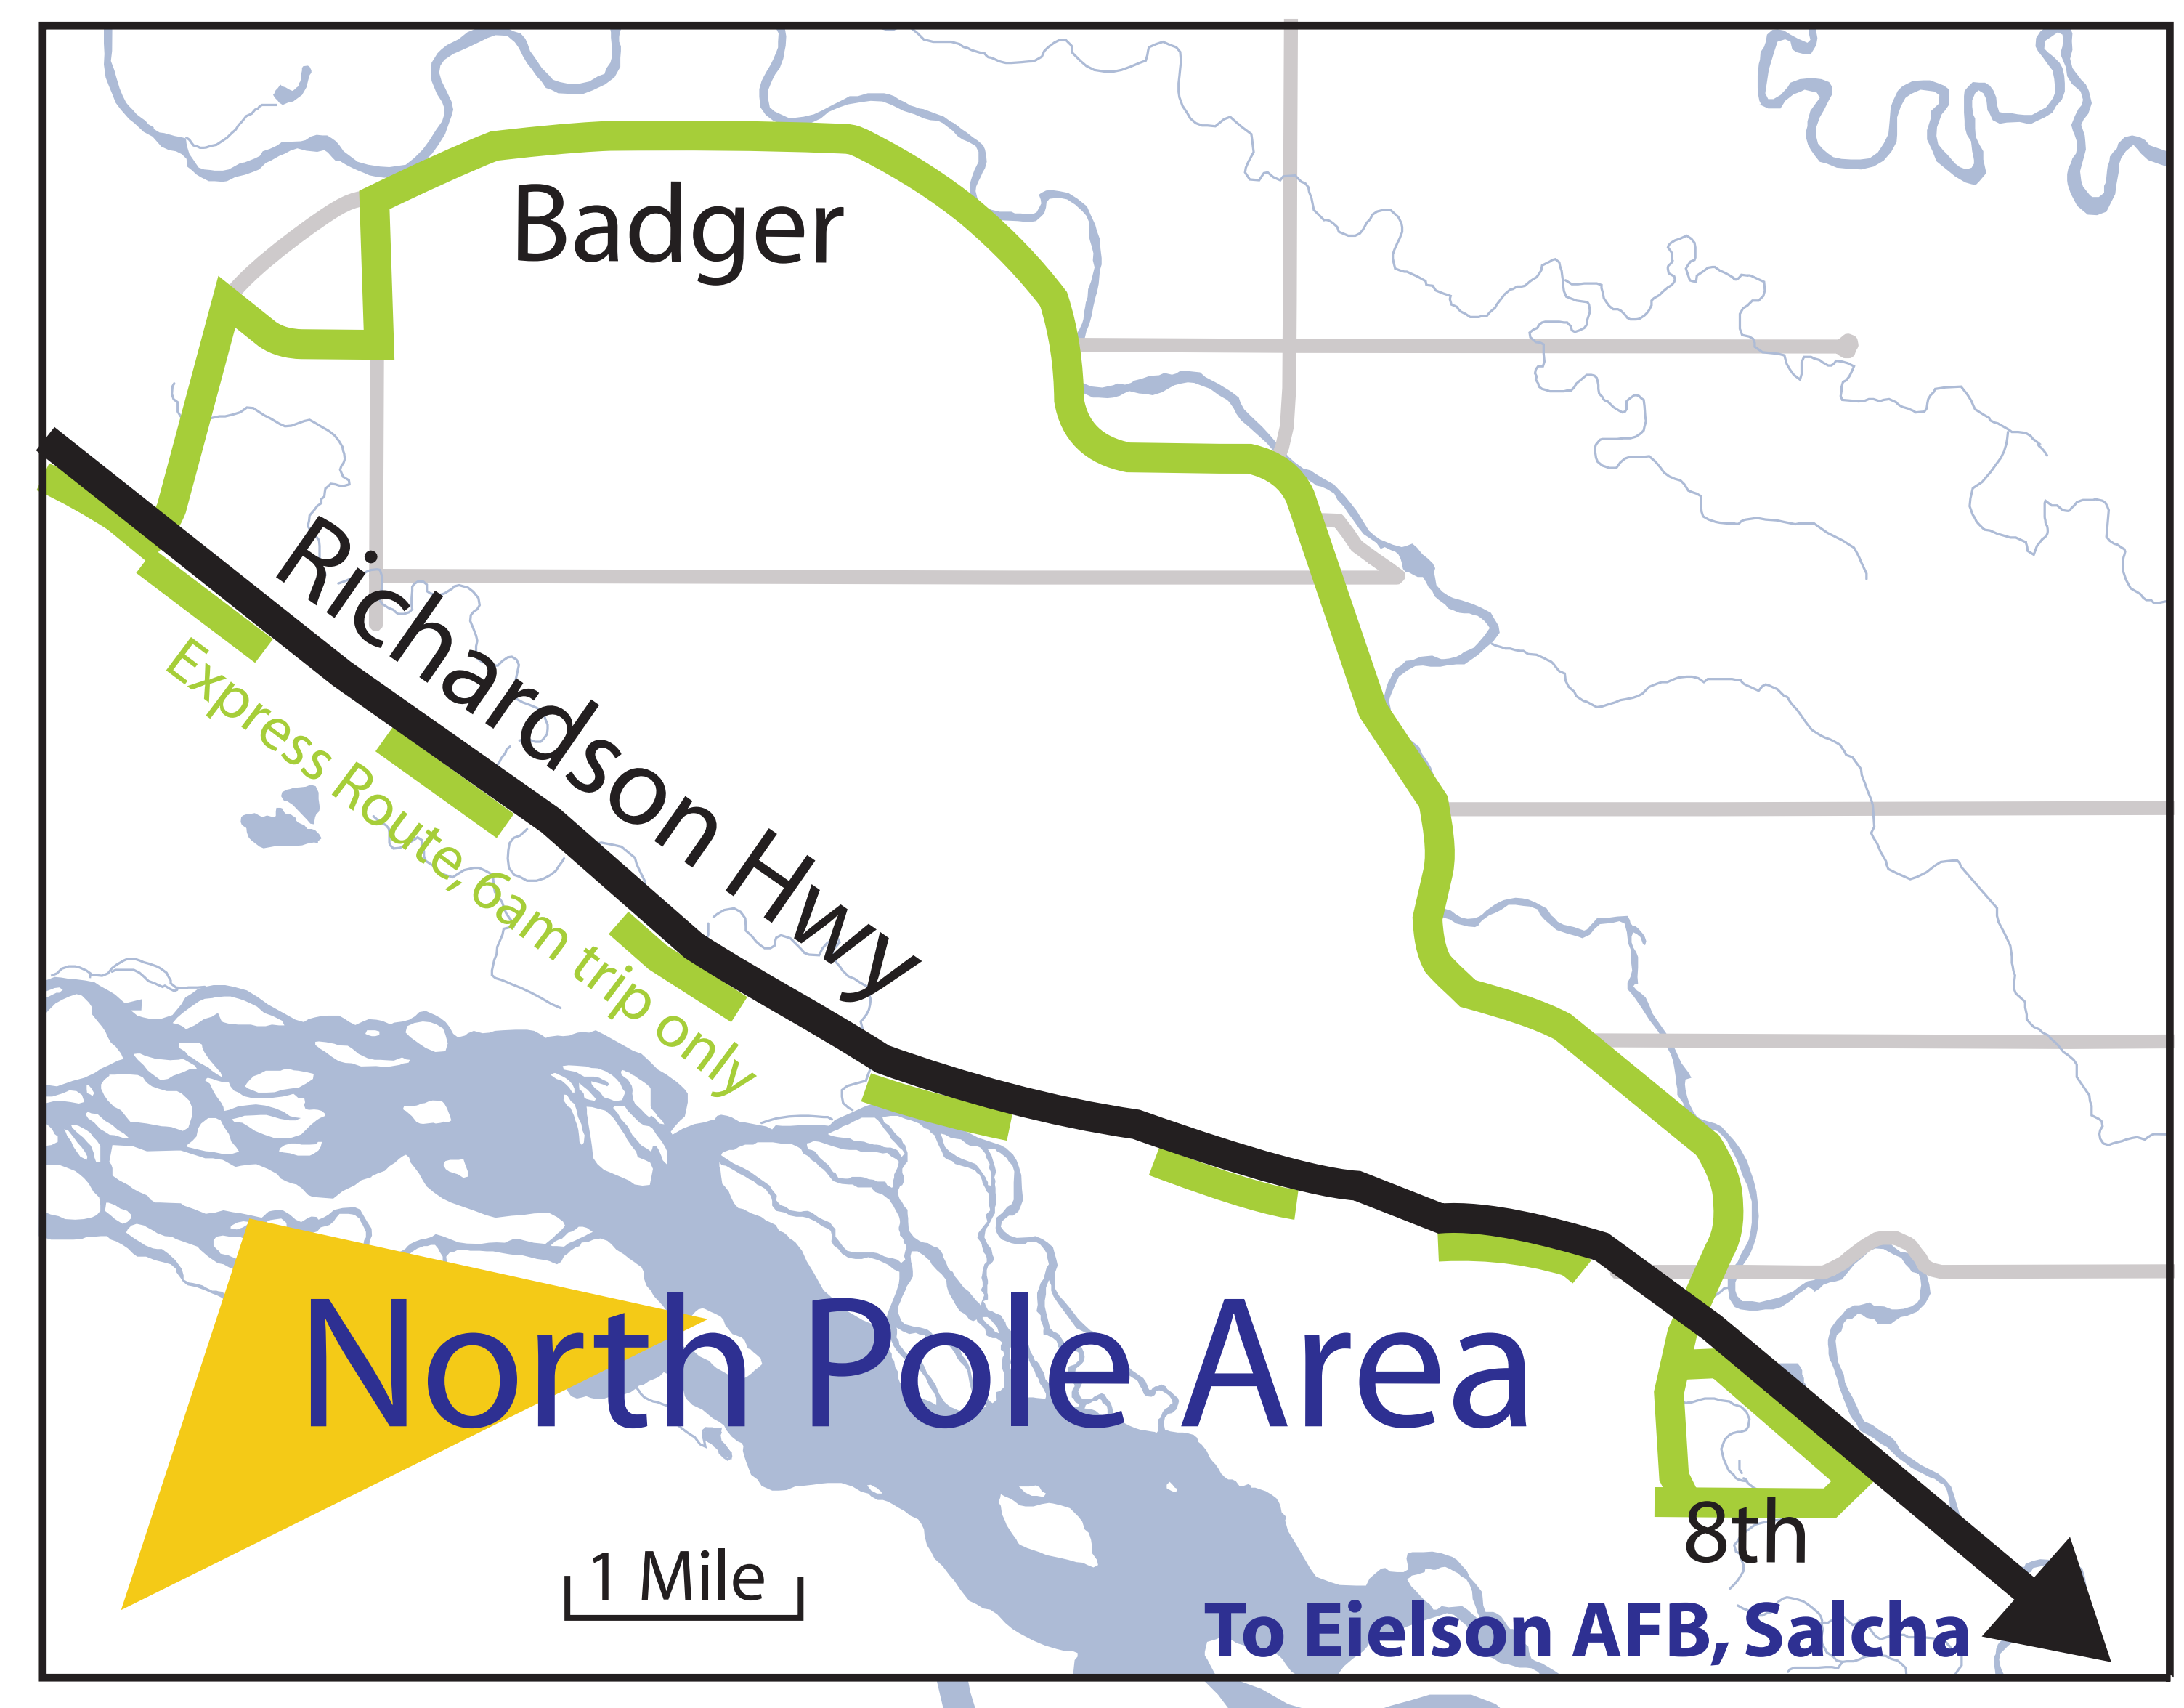 Badger
Richardson Hwy
Express Route, 6am trip only
North Pole Area
8th
1 Mile
To Eielson AFB, Salcha